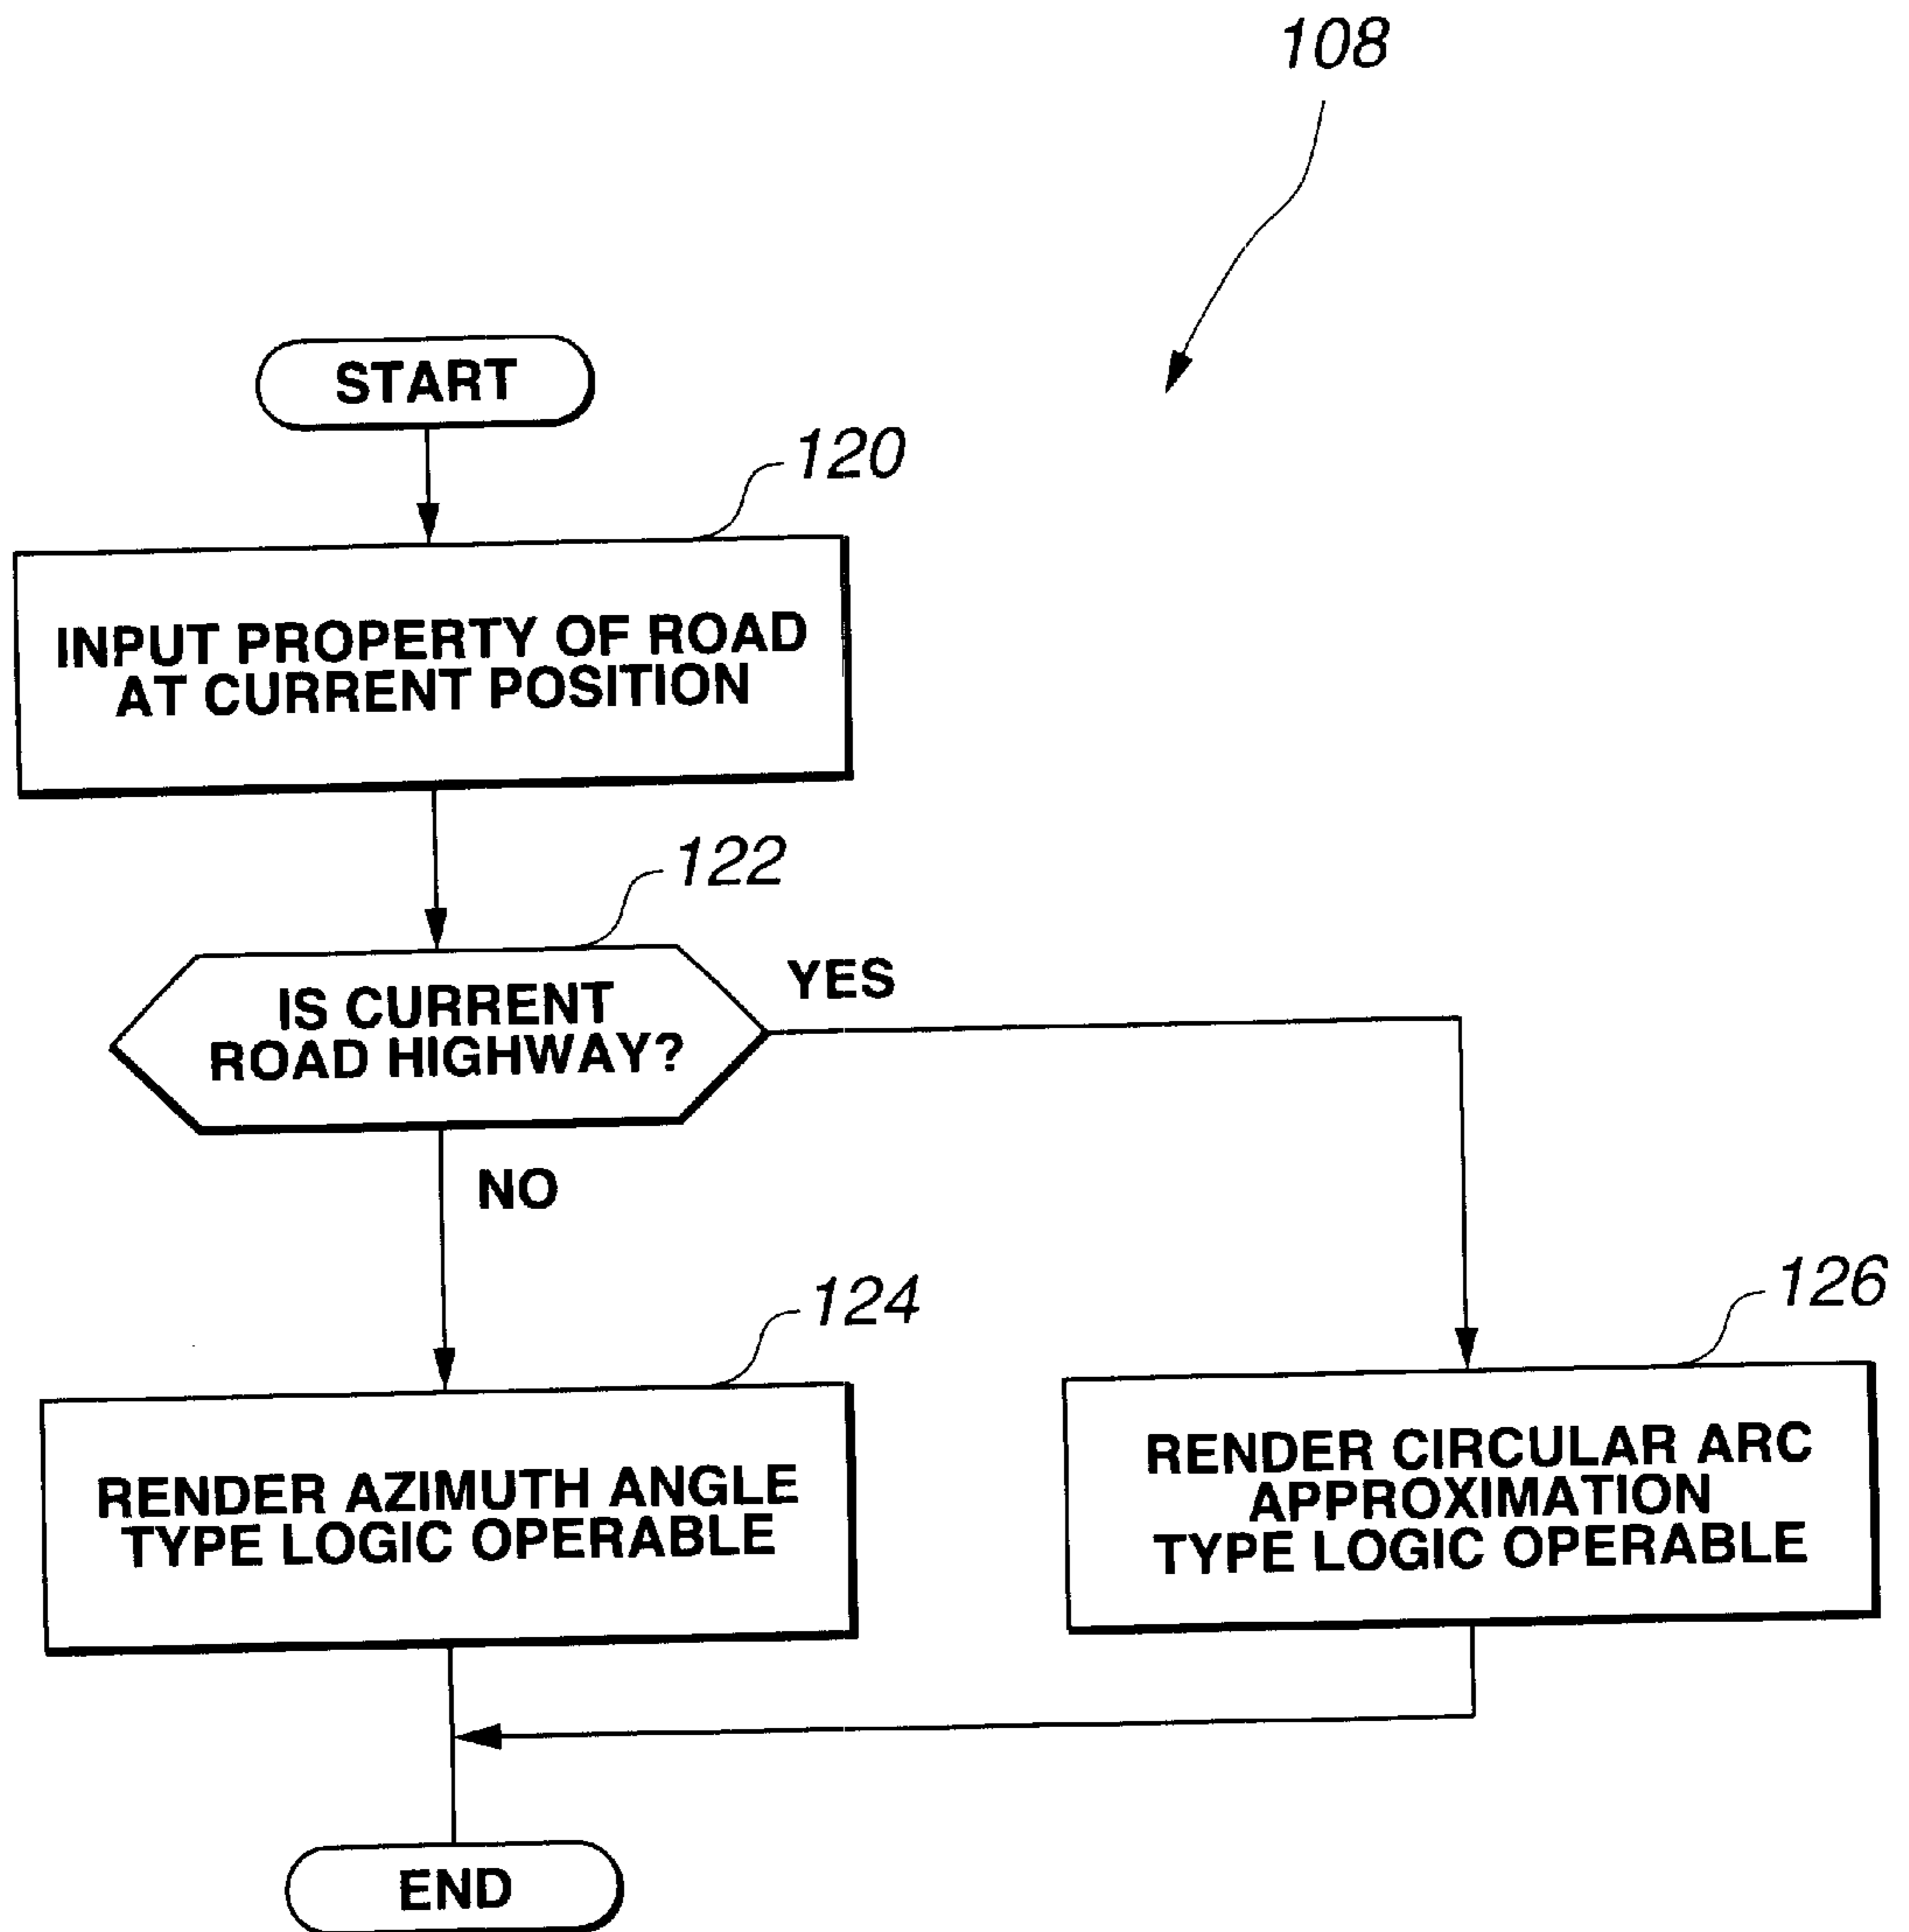 108
START
120
INPUT PROPERTY OF ROAD
AT CURRENT POSITION
122
IS CURRENT
ROAD HIGHWAY?
YES
NO
124
RENDER AZIMUTH ANGLE
TYPE LOGIC OPERABLE
126
RENDER CIRCULAR ARC
APPROXIMATION
TYPE LOGIC OPERABLE
END